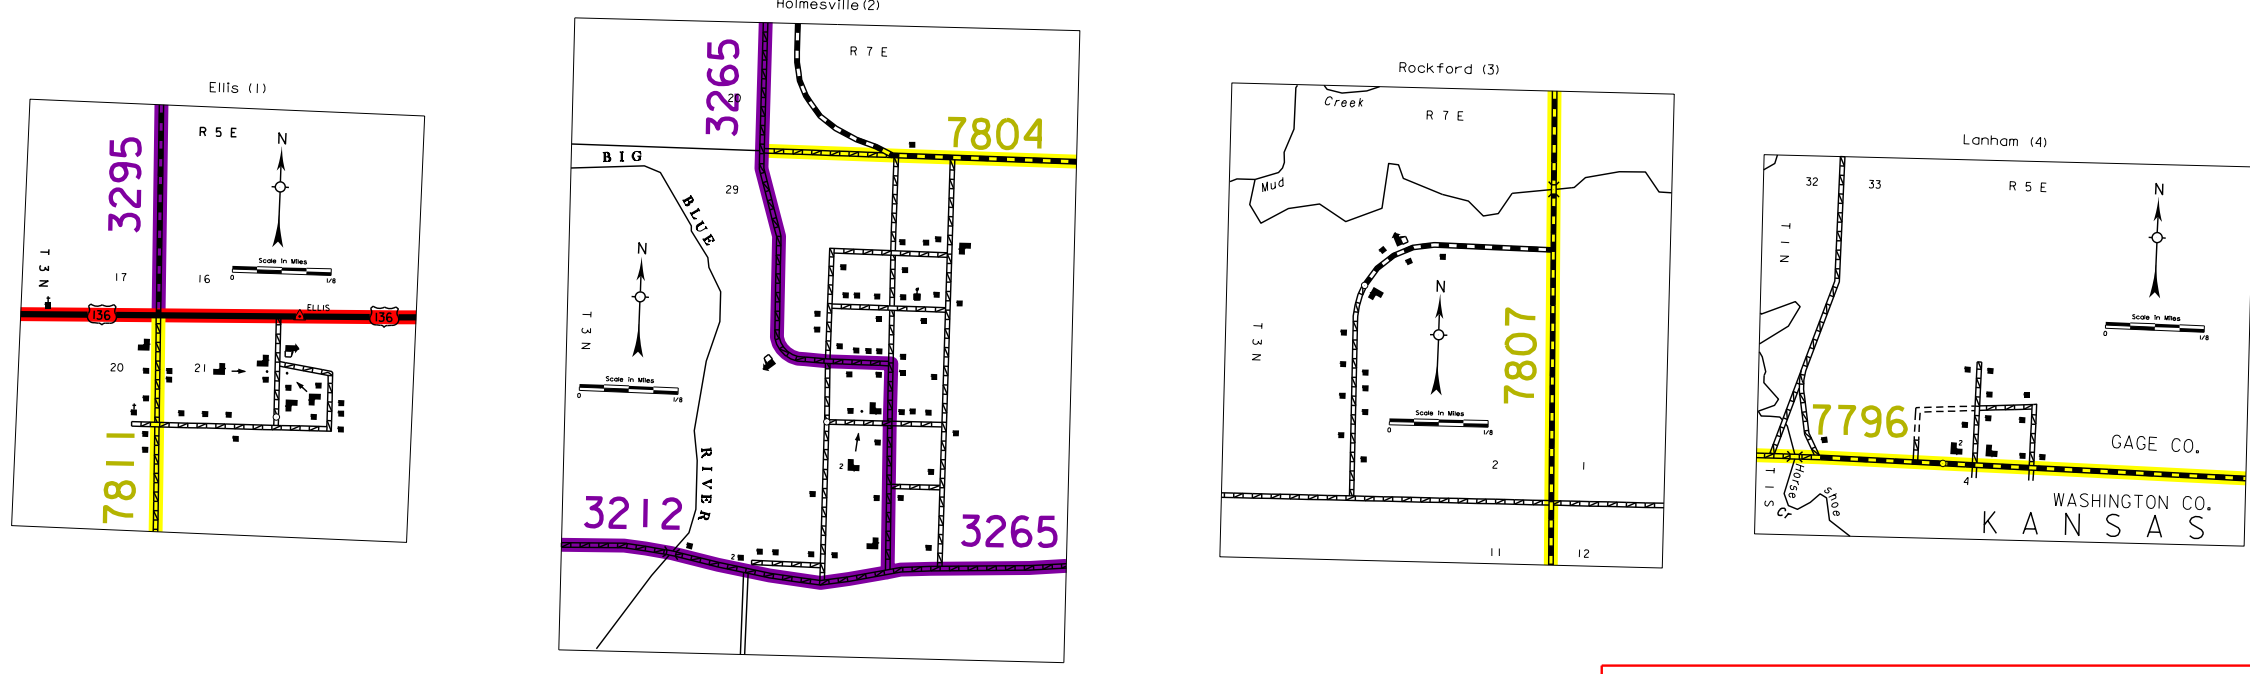 Ellis (1)
R 5 E
N
3295
T 3 N
Scale in Miles
0 1/8
17
16
136
ELLIS
136
20
21
7811
Holmesville (2)
3265
R 7 E
20
7804
BIG
29
BLUE
N
T 3 N
Scale in Miles
0 1/8
RIVER
2
3212
3265
2
Rockford (3)
Creek
R 7 E
Mud
T 3 N
N
7807
Scale in Miles
0 1/8
2
1
11
12
Lanham (4)
32
33
R 5 E
N
T 1 N
Scale in Miles
0 1/8
7796
2
GAGE CO.
T 1 S
Horse
shoe
Cr
4
WASHINGTON CO.
KANSAS